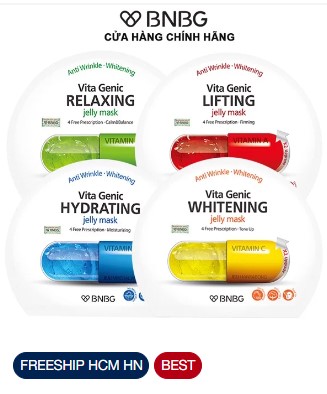 BNBG
CỬA HÀNG CHÍNH HÃNG
Anti Wrinkle · Whitening
Vita Genic
RELAXING
jelly mask
4 Free Prescription · Calm&Balance
VITAMIN
Anti Wrinkle · Whitening
Vita Genic
LIFTING
jelly mask
4 Free Prescription · Firming
VITAMIN A
Anti Wrinkle · Whitening
Vita Genic
HYDRATING
jelly mask
4 Free Prescription · Moisturizing
VITAMIN
BNBG
Anti Wrinkle · Whitening
Vita Genic
WHITENING
jelly mask
4 Free Prescription · Tone Up
VITAMIN C
BNBG
FREESHIP HCM HN
BEST